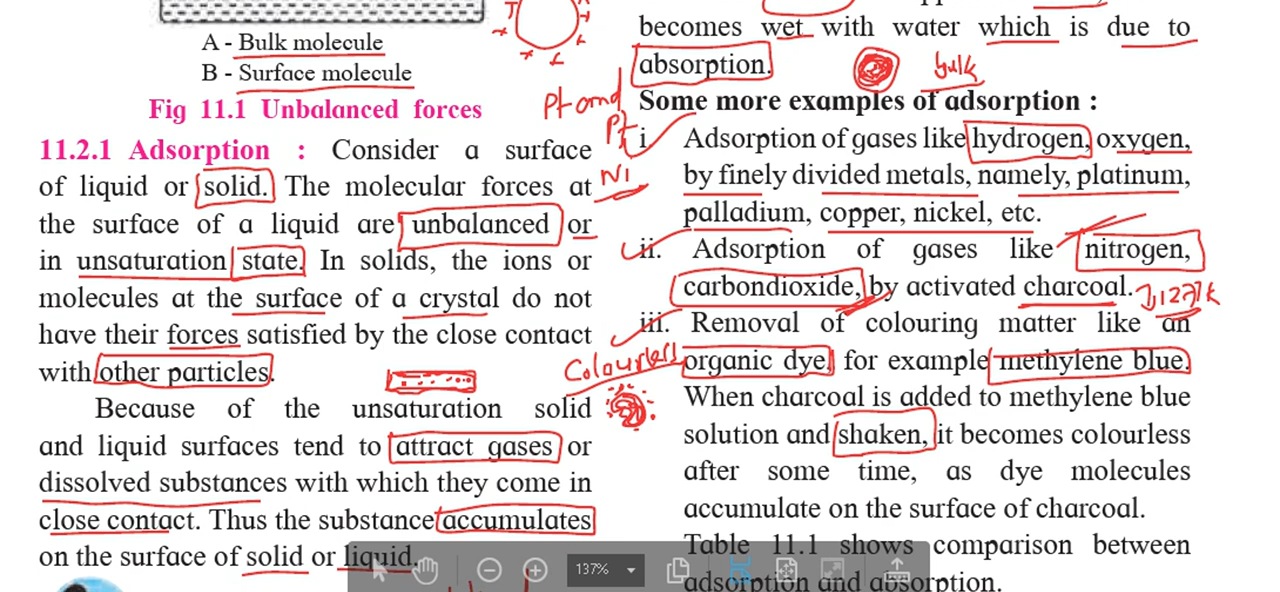 A - Bulk molecule
B - Surface molecule
Fig 11.1 Unbalanced forces
11.2.1 Adsorption : Consider a surface
of liquid or solid. The molecular forces at
the surface of a liquid are unbalanced or
in unsaturation state. In solids, the ions or
molecules at the surface of a crystal do not
have their forces satisfied by the close contact
with other particles.
Because of the unsaturation solid
and liquid surfaces tend to attract gases or
dissolved substances with which they come in
close contact. Thus the substance accumulates
on the surface of solid or liquid.
becomes wet with water which is due to
absorption.
bulk
Some more examples of adsorption :
i. Adsorption of gases like hydrogen, oxygen,
by finely divided metals, namely, platinum,
palladium, copper, nickel, etc.
ii. Adsorption of gases like nitrogen,
carbondioxide, by activated charcoal.
iii. Removal of colouring matter like an
organic dye, for example methylene blue.
When charcoal is added to methylene blue
solution and shaken, it becomes colourless
after some time, as dye molecules
accumulate on the surface of charcoal.
Table 11.1 shows comparison between
adsorption and absorption.
Pt
Ni
Colourless
137%